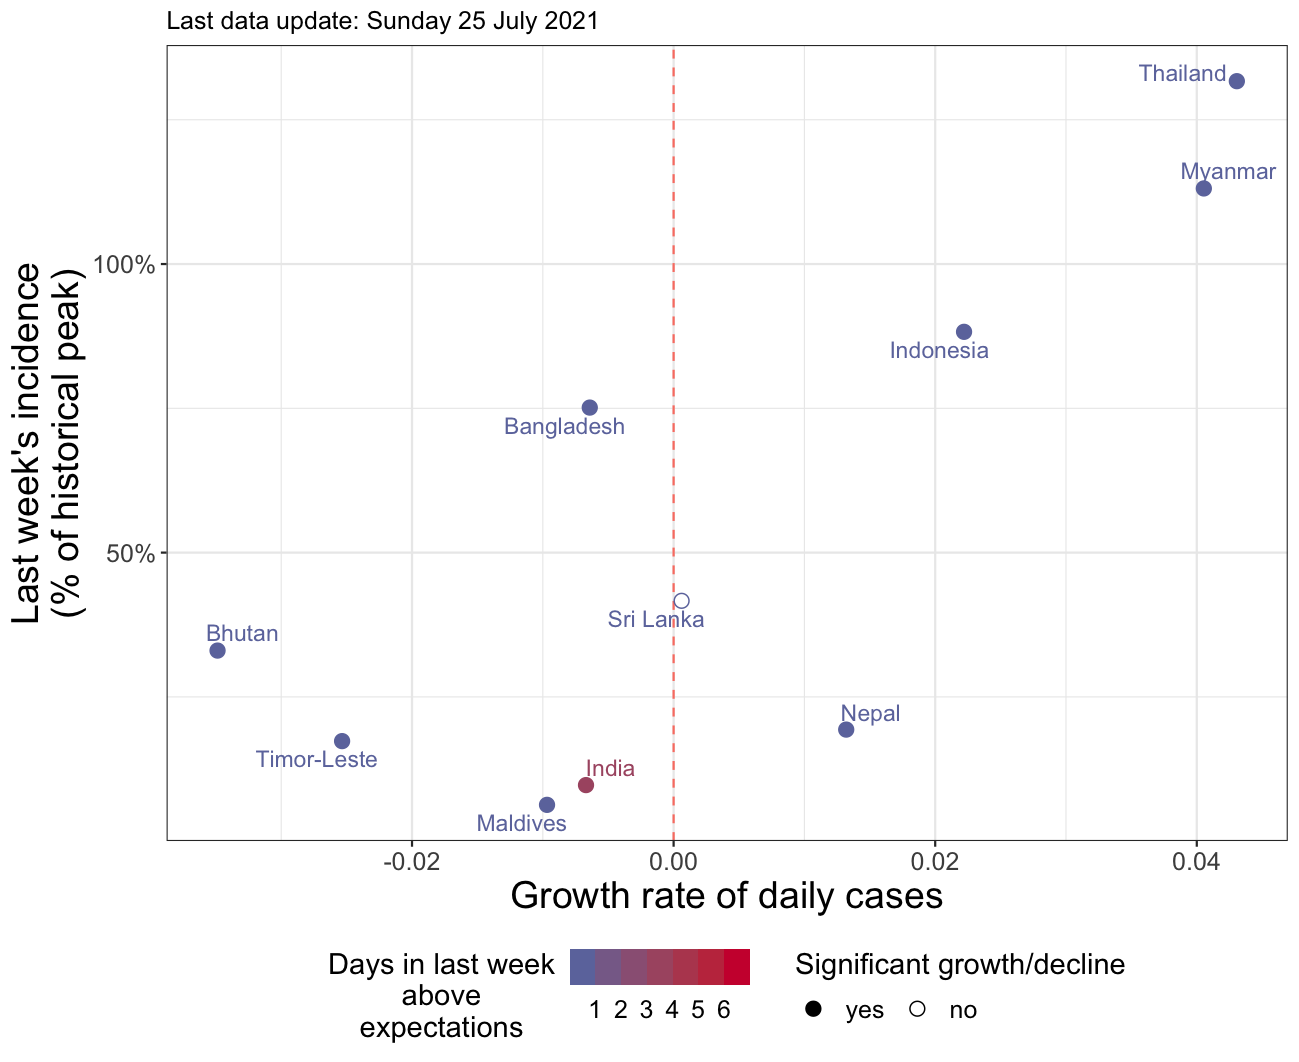 Last data update: Sunday 25 July 2021
Thailand
Myanmar
100%
Indonesia
Bangladesh
Last week's incidence
(% of historical peak)
50%
Sri Lanka
Bhutan
Nepal
Timor-Leste
India
Maldives
-0.02 0.00 0.02 0.04
Growth rate of daily cases
Days in last week
above
expectations
1 2 3 4 5 6
Significant growth/decline
yes no